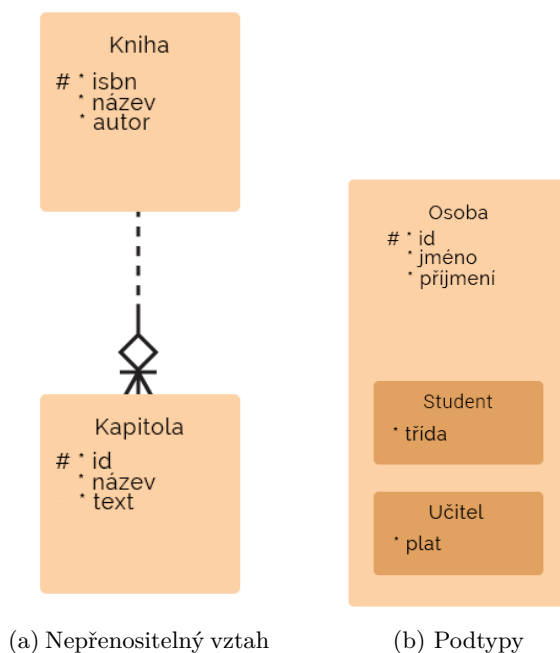 Kniha
# * isbn
* název
* autor
Kapitola
# * id
* název
* text
(a) Nepřenositelný vztah
Osoba
# * id
* jméno
* příjmení
Student
* třída
Učitel
* plat
(b) Podtypy